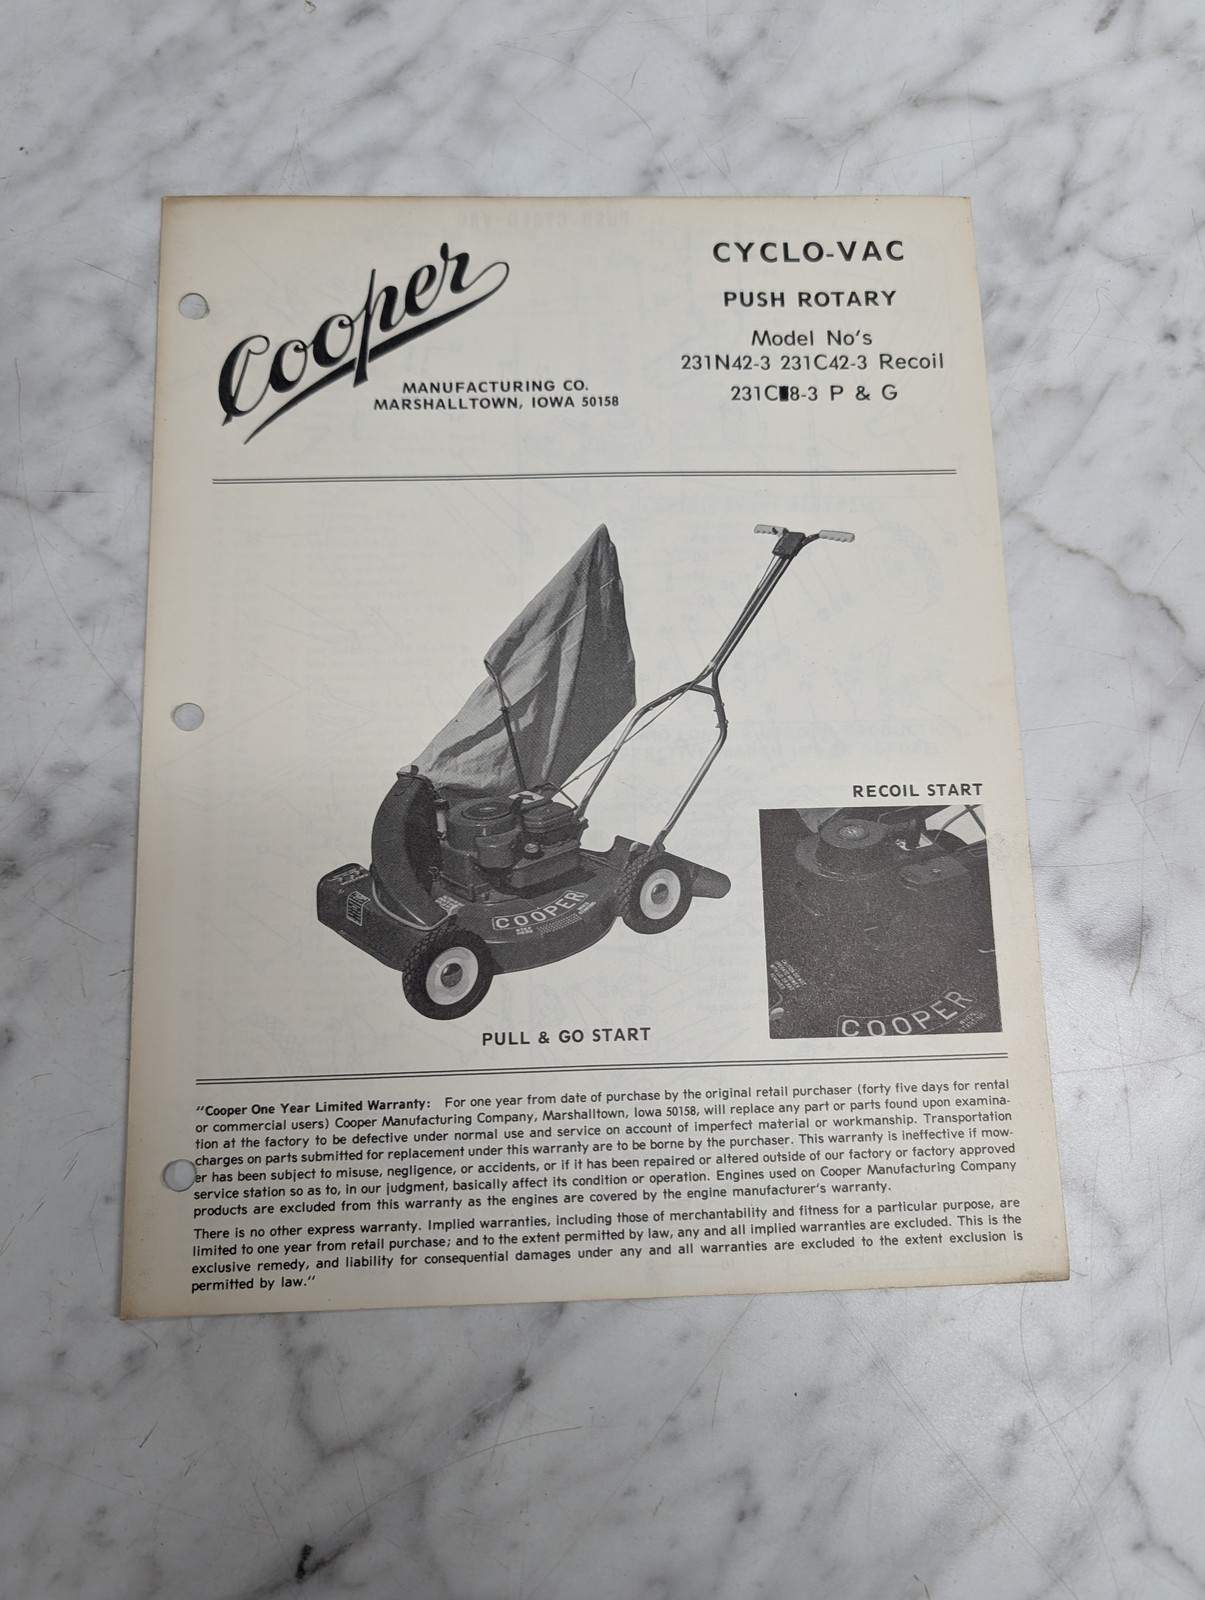 Cooper
MANUFACTURING CO.
MARSHALLTOWN, IOWA 50158
CYCLO-VAC
PUSH ROTARY
Model No's
231N42-3 231C42-3 Recoil
8-3 P & G
RECOIL START
COOPER
COOPER
PULL & GO START
"Cooper One Year Limited Warranty: For one year from date of purchase by the original retail purchaser (forty five days for rental
or commercial users) Cooper Manufacturing Company, Marshalltown, Iowa 50158, will replace any part or parts found upon examina-
tion at the factory to be defective under normal use and service on account of imperfect material or workmanship. Transportation
charges on parts submitted for replacement under this warranty are to be borne by the purchaser. This warranty is ineffective if mow-
er has been subject to misuse, negligence, or accidents, or if it has been repaired or altered outside of our factory or factory approved
service station so as to, in our judgment, basically affect its condition or operation. Engines used on Cooper Manufacturing Company
products are excluded from this warranty as the engines are covered by the engine manufacturer's warranty.
There is no other express warranty. Implied warranties, including those of merchantability and fitness for a particular purpose, are
limited to one year from retail purchase; and to the extent permitted by law, any and all implied warranties are excluded. This is the
exclusive remedy, and liability for consequential damages under any and all warranties are excluded to the extent exclusion is
permitted by law."